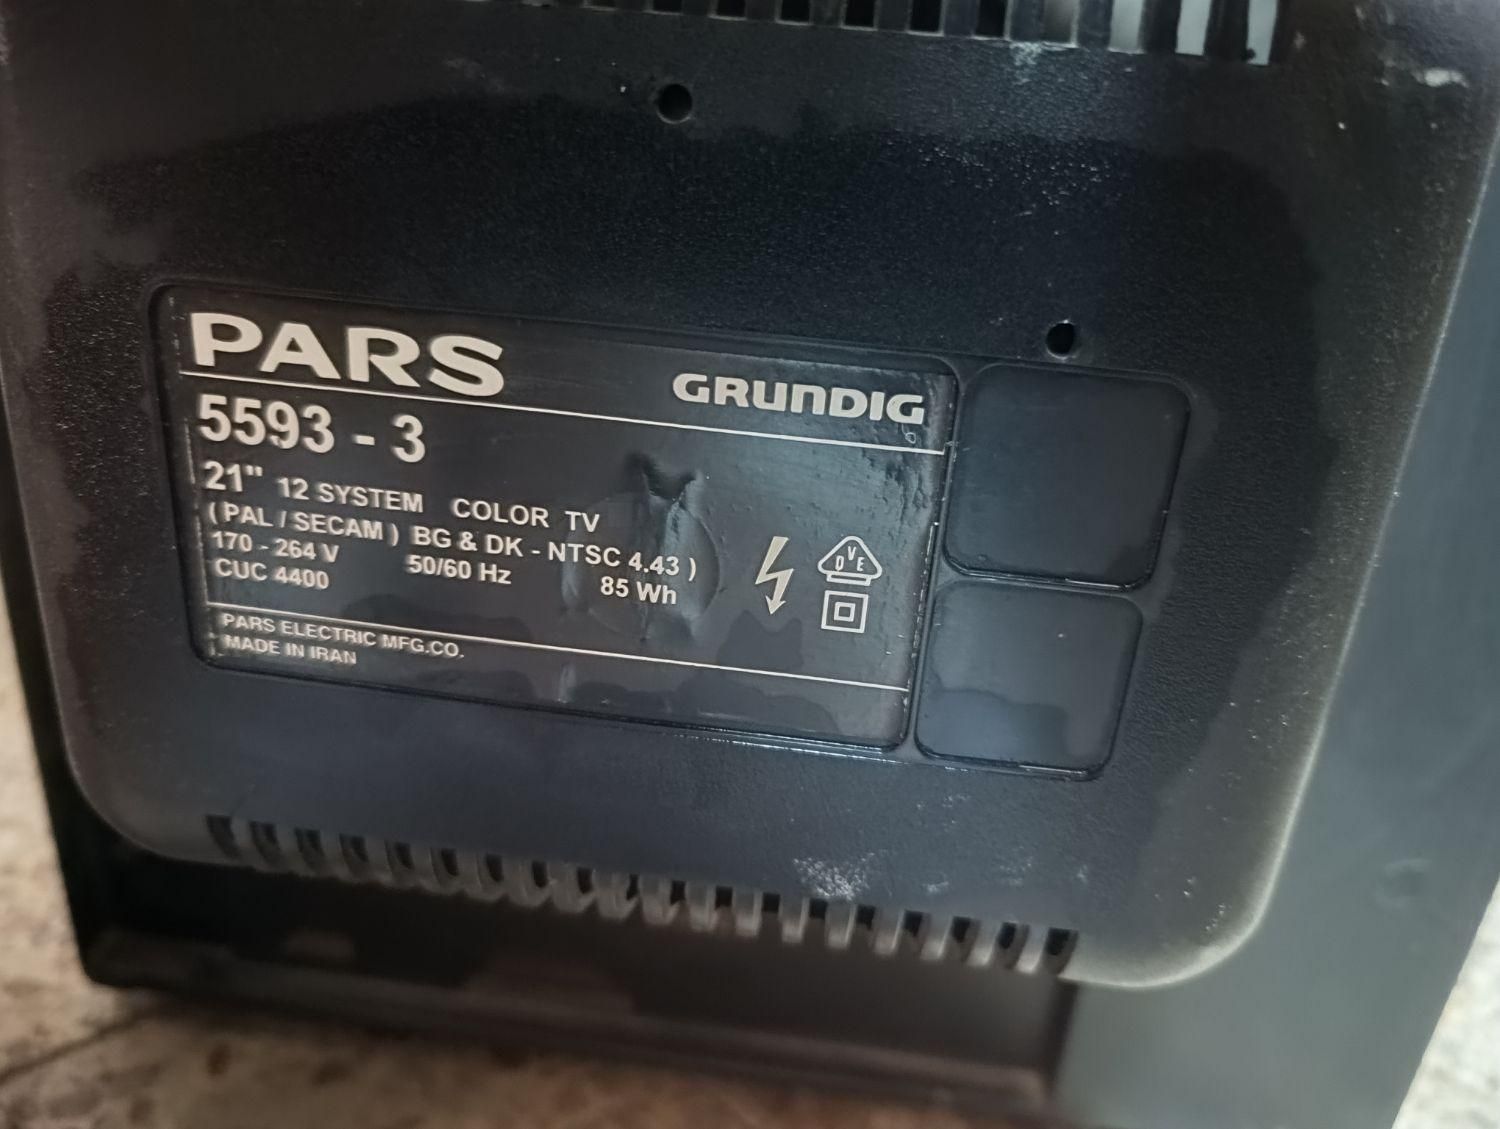 PARS
GRUNDIG
5593 - 3
21" 12 SYSTEM COLOR TV
( PAL / SECAM ) BG & DK - NTSC 4.43 )
170 - 264 V 50/60 Hz 85 Wh
CUC 4400
DVE
PARS ELECTRIC MFG.CO.
MADE IN IRAN